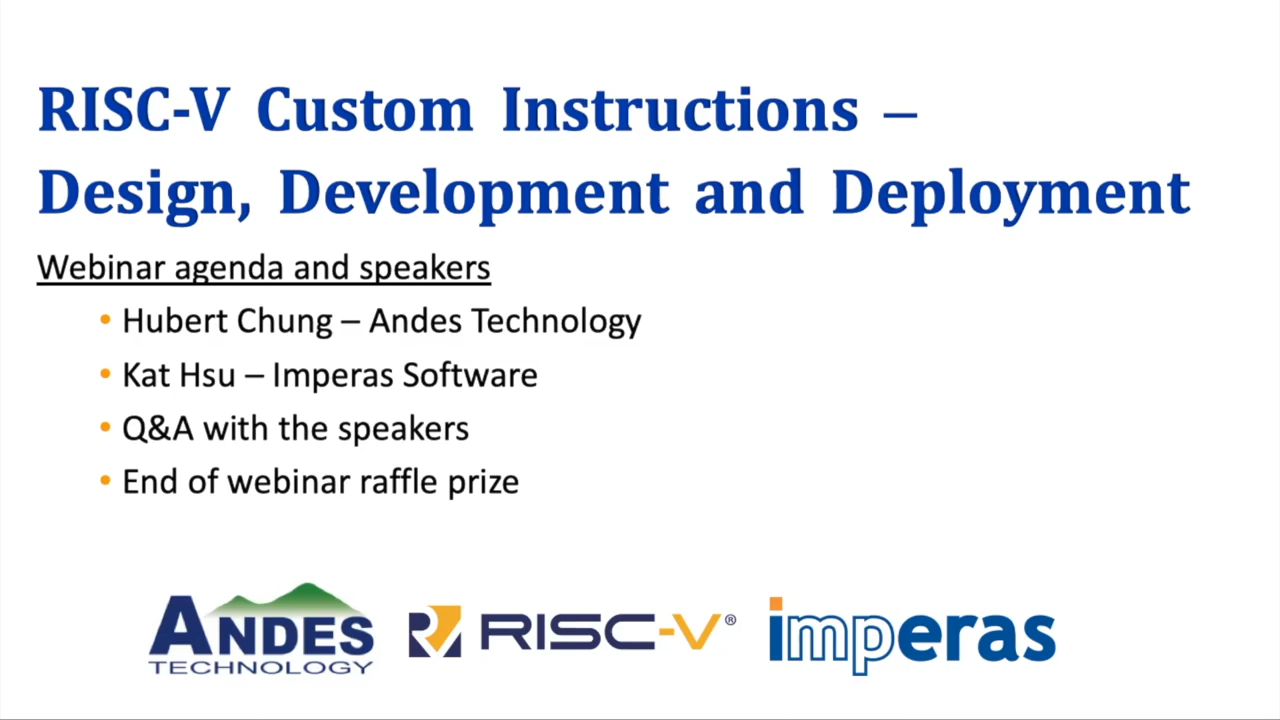 RISC-V Custom Instructions –
Design, Development and Deployment
Webinar agenda and speakers
• Hubert Chung – Andes Technology
• Kat Hsu – Imperas Software
• Q&A with the speakers
• End of webinar raffle prize
ANDES
TECHNOLOGY
RISC-V®
imperas